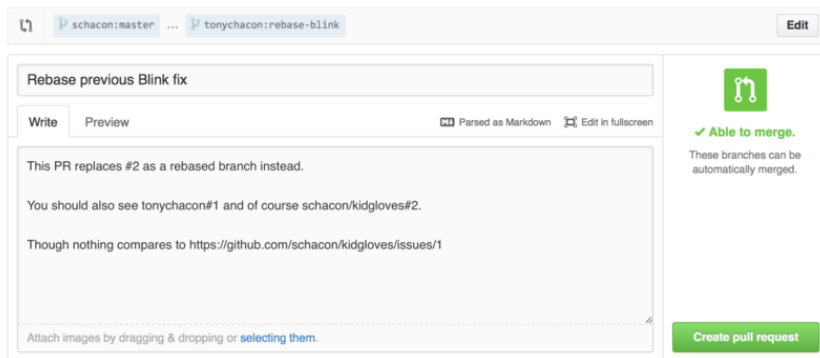 schacon:master ... tonychacon:rebase-blink Edit
Rebase previous Blink fix
Write Preview Parsed as Markdown Edit in fullscreen
This PR replaces #2 as a rebased branch instead.
You should also see tonychacon#1 and of course schacon/kidgloves#2.
Though nothing compares to https://github.com/schacon/kidgloves/issues/1
Attach images by dragging & dropping or selecting them.
✓ Able to merge.
These branches can be
automatically merged.
Create pull request